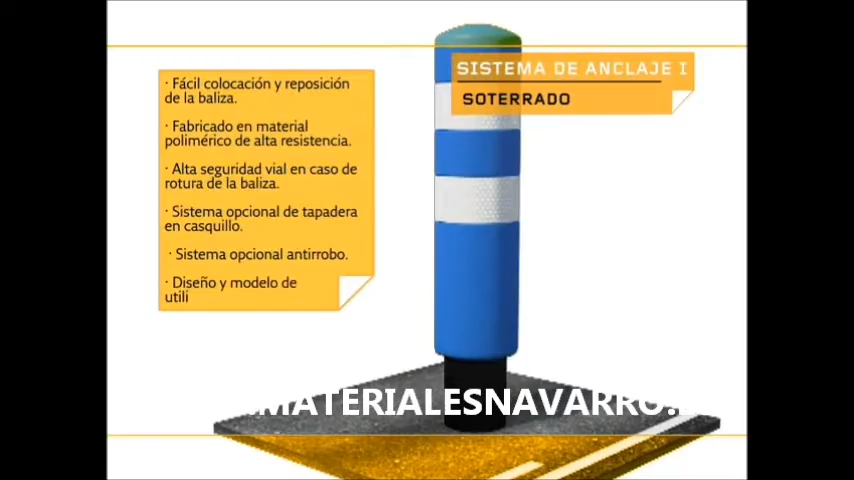 SISTEMA DE ANCLAJE I
SOTERRADO
· Fácil colocación y reposición
de la baliza.
· Fabricado en material
polimérico de alta resistencia.
· Alta seguridad vial en caso de
rotura de la baliza.
· Sistema opcional de tapadera
en casquillo.
· Sistema opcional antirrobo.
· Diseño y modelo de
utili
MATERIALESNAVARRO.